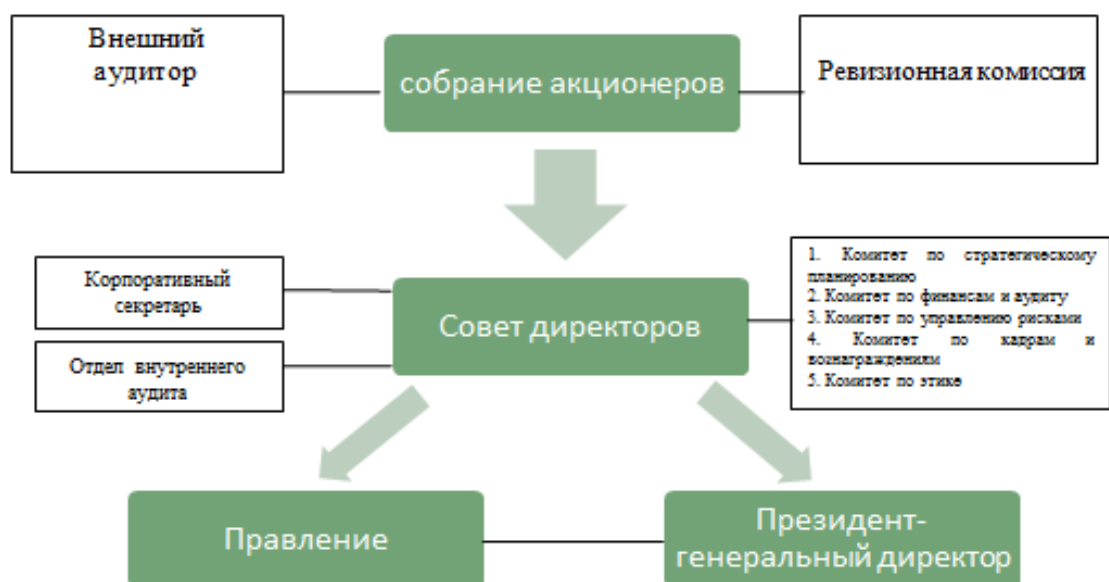 Внешний
аудитор
собрание акционеров
Ревизионная комиссия
Корпоративный
секретарь
Отдел внутреннего
аудита
Совет директоров
1. Комитет по стратегическому
планированию
2. Комитет по финансам и аудиту
3. Комитет по управлению рисками
4. Комитет по кадрам и
вознаграждениям
5. Комитет по этике
Правление
Президент-
генеральный директор